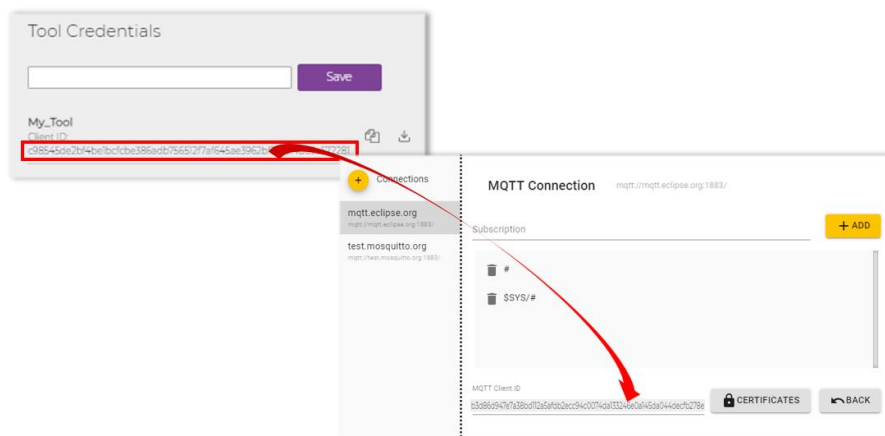 Tool Credentials
Save
My_Tool
Client ID:
+ Connections
MQTT Connection mqtt://mqtt.eclipse.org:1883/
mqtt.eclipse.org
mqtt://mqtt.eclipse.org:1883/
Subscription
+ ADD
test.mosquitto.org
mqtt://test.mosquitto.org:1883/
#
$SYS/#
MQTT Client ID
CERTIFICATES
BACK